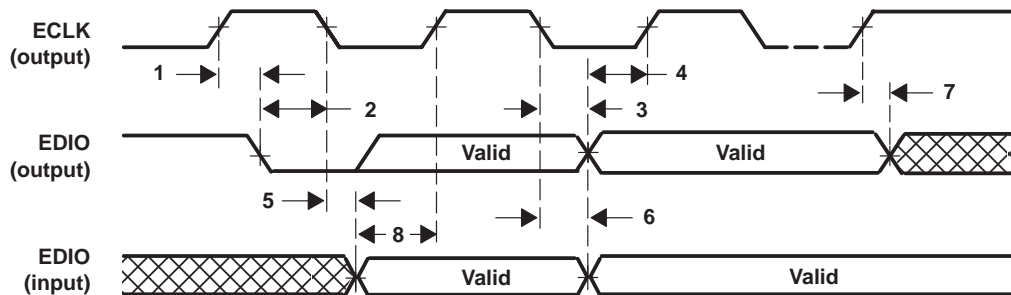 ECLK
(output)
1
4
7
2
3
EDIO
(output)
Valid
Valid
5
6
8
EDIO
(input)
Valid
Valid